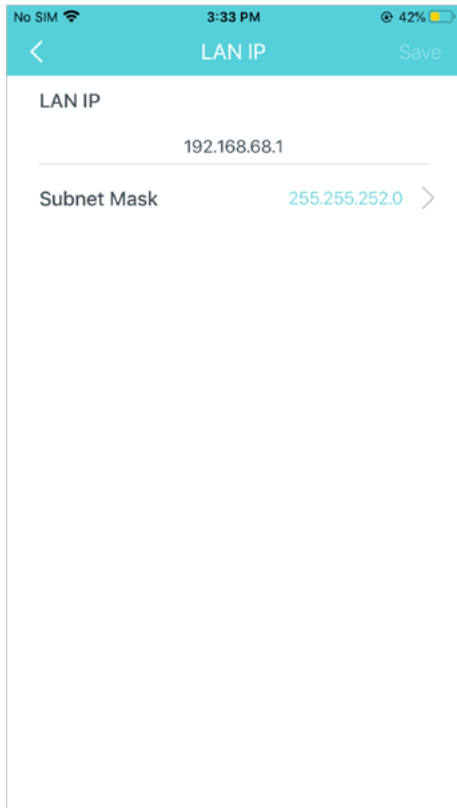 No SIM 3:33 PM 42%
LAN IP Save
LAN IP
192.168.68.1
Subnet Mask 255.255.252.0